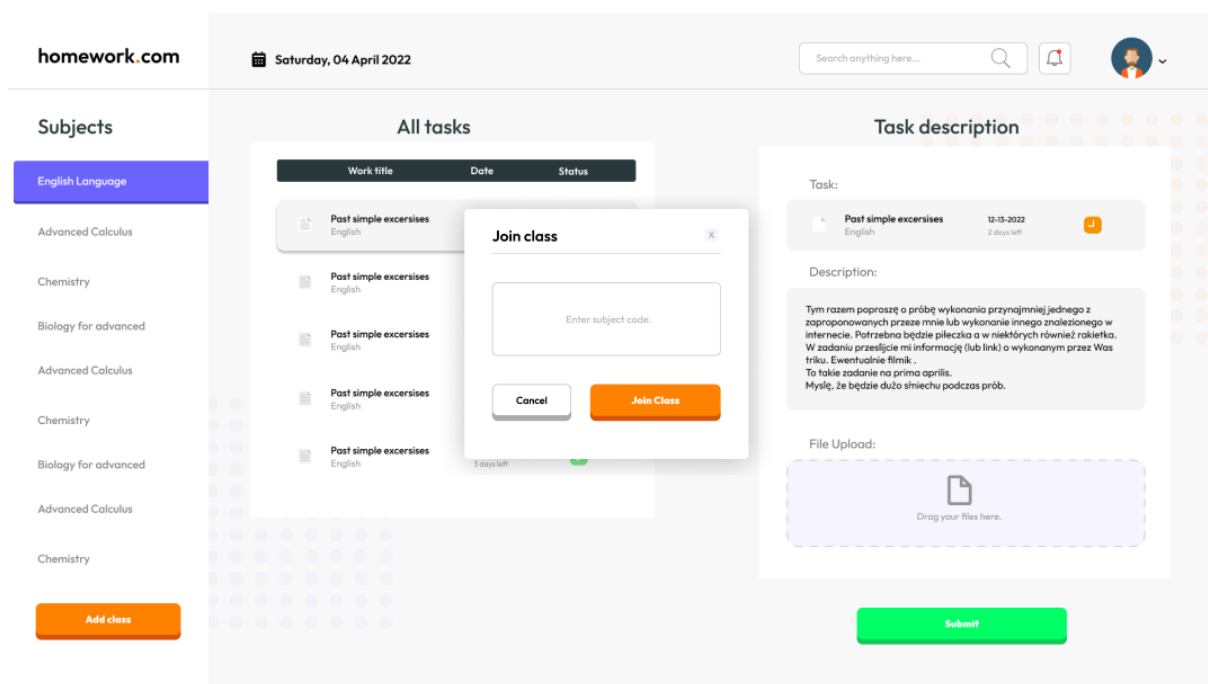 homework.com
Saturday, 04 April 2022
Search anything here...
Subjects
English Language
Advanced Calculus
Chemistry
Biology for advanced
Advanced Calculus
Chemistry
Biology for advanced
Advanced Calculus
Chemistry
Add class
All tasks
Work title Date Status
Past simple excersises
English
Past simple excersises
English
Past simple excersises
English
Past simple excersises
English
Past simple excersises
English
3 days left
Join class
X
Enter subject code.
Cancel
Join Class
Task description
Task:
Past simple excersises 12-13-2022
English 2 days left
Description:
Tym razem poproszę o próbę wykonania przynajmniej jednego z
zaproponowanych przeze mnie lub wykonanie innego znalezionego w
internecie. Potrzebna będzie piłeczka a w niektórych również rakietka.
W zadaniu prześlijcie mi informację (lub link) o wykonanym przez Was
triku. Ewentualnie filmik .
To takie zadanie na prima aprilis.
Myślę, że będzie dużo śmiechu podczas prób.
File Upload:
Drag your files here.
Submit